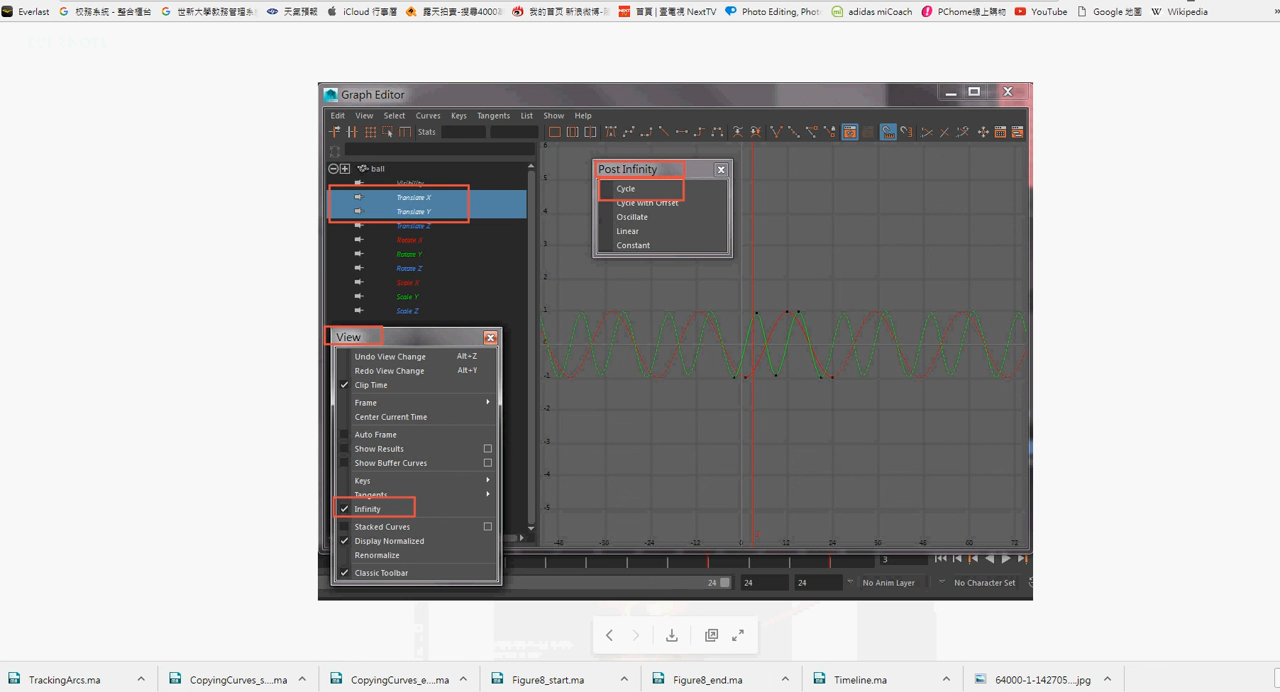 Everlast 校務系統 - 整合櫃台 世新大學教務管理系 天氣預報 iCloud 行事曆 露天拍賣-搜尋4000 我的首頁 新浪微博- 首頁 | 壹電視 NextTV Photo Editing, Phot adidas miCoach PChome線上購物 YouTube Google 地圖 Wikipedia
Graph Editor
Edit View Select Curves Keys Tangents List Show Help
Stats
ball
Visibility
Translate X
Translate Y
Translate Z
Rotate X
Rotate Y
Rotate Z
Scale X
Scale Y
Scale Z
Post Infinity
Cycle
Cycle with Offset
Oscillate
Linear
Constant
5
4
3
2
1
0
-1
-2
-3
-4
-5
View
Undo View Change Alt+Z
Redo View Change Alt+Y
Clip Time
Frame
Center Current Time
Auto Frame
Show Results
Show Buffer Curves
Keys
Tangents
Infinity
Stacked Curves
Display Normalized
Renormalize
Classic Toolbar
-48 -36 -24 -12 0 12 24 36 48 60 72
3
24 24 24 No Anim Layer No Character Set
TrackingArcs.ma CopyingCurves_s....ma CopyingCurves_e....ma Figure8_start.ma Figure8_end.ma Timeline.ma 64000-1-142705....jpg